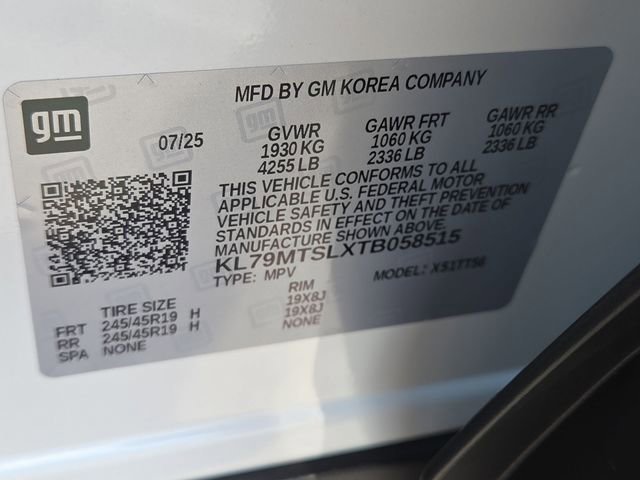 gm
MFD BY GM KOREA COMPANY
07/25
GVWR
1930 KG
4255 LB
GAWR FRT
1060 KG
2336 LB
GAWR RR
1060 KG
2336 LB
THIS VEHICLE CONFORMS TO ALL
APPLICABLE U.S. FEDERAL MOTOR
VEHICLE SAFETY AND THEFT PREVENTION
STANDARDS IN EFFECT ON THE DATE OF
MANUFACTURE SHOWN ABOVE.
KL79MTSLXTB058515
TYPE: MPV
MODEL: X51TT56
TIRE SIZE RIM
FRT 245/45R19 H 19X8J
RR 245/45R19 H 19X8J
SPA NONE NONE